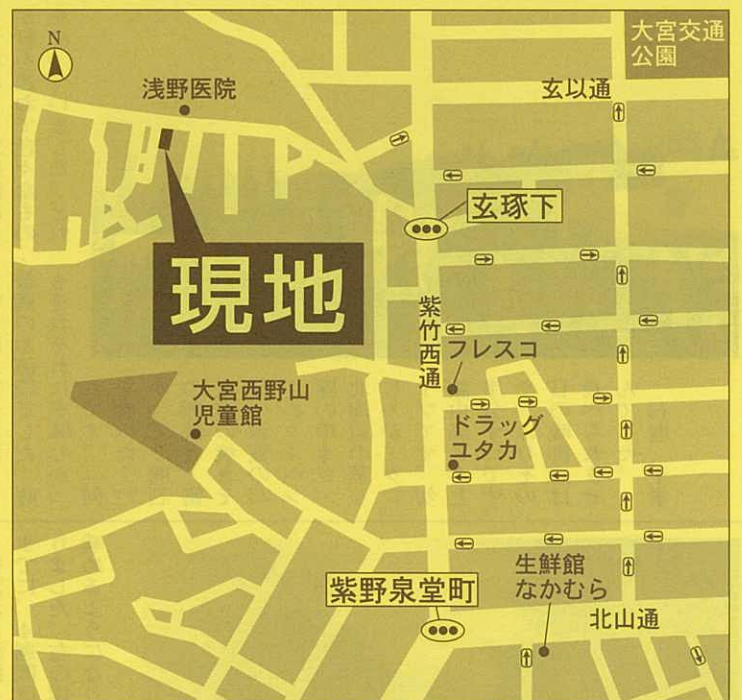 大宮交通
公園
N
浅野医院
玄以通
玄琢下
現地
紫竹西通
フレスコ
大宮西野山
児童館
ドラッグ
ユタカ
生鮮館
なかむら
紫野泉堂町
北山通